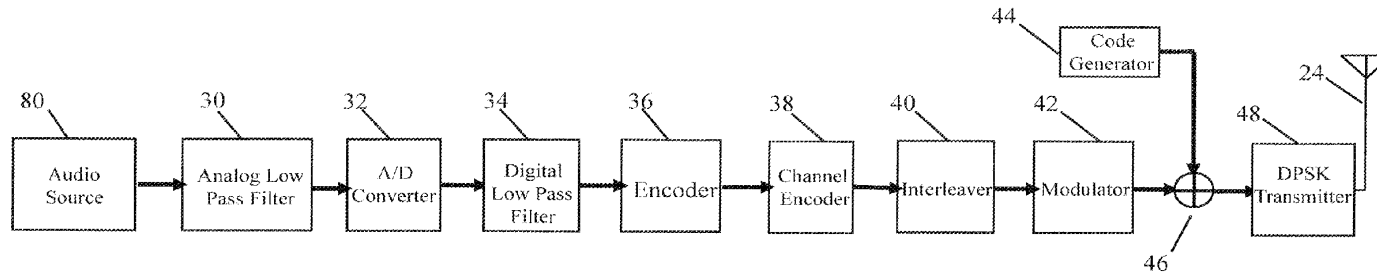 44
Code
Generator
24
80
30
32
34
36
38
40
42
48
Audio
Source
Analog Low
Pass Filter
A/D
Converter
Digital
Low Pass
Filter
Encoder
Channel
Encoder
Interleaver
Modulator
DPSK
Transmitter
46